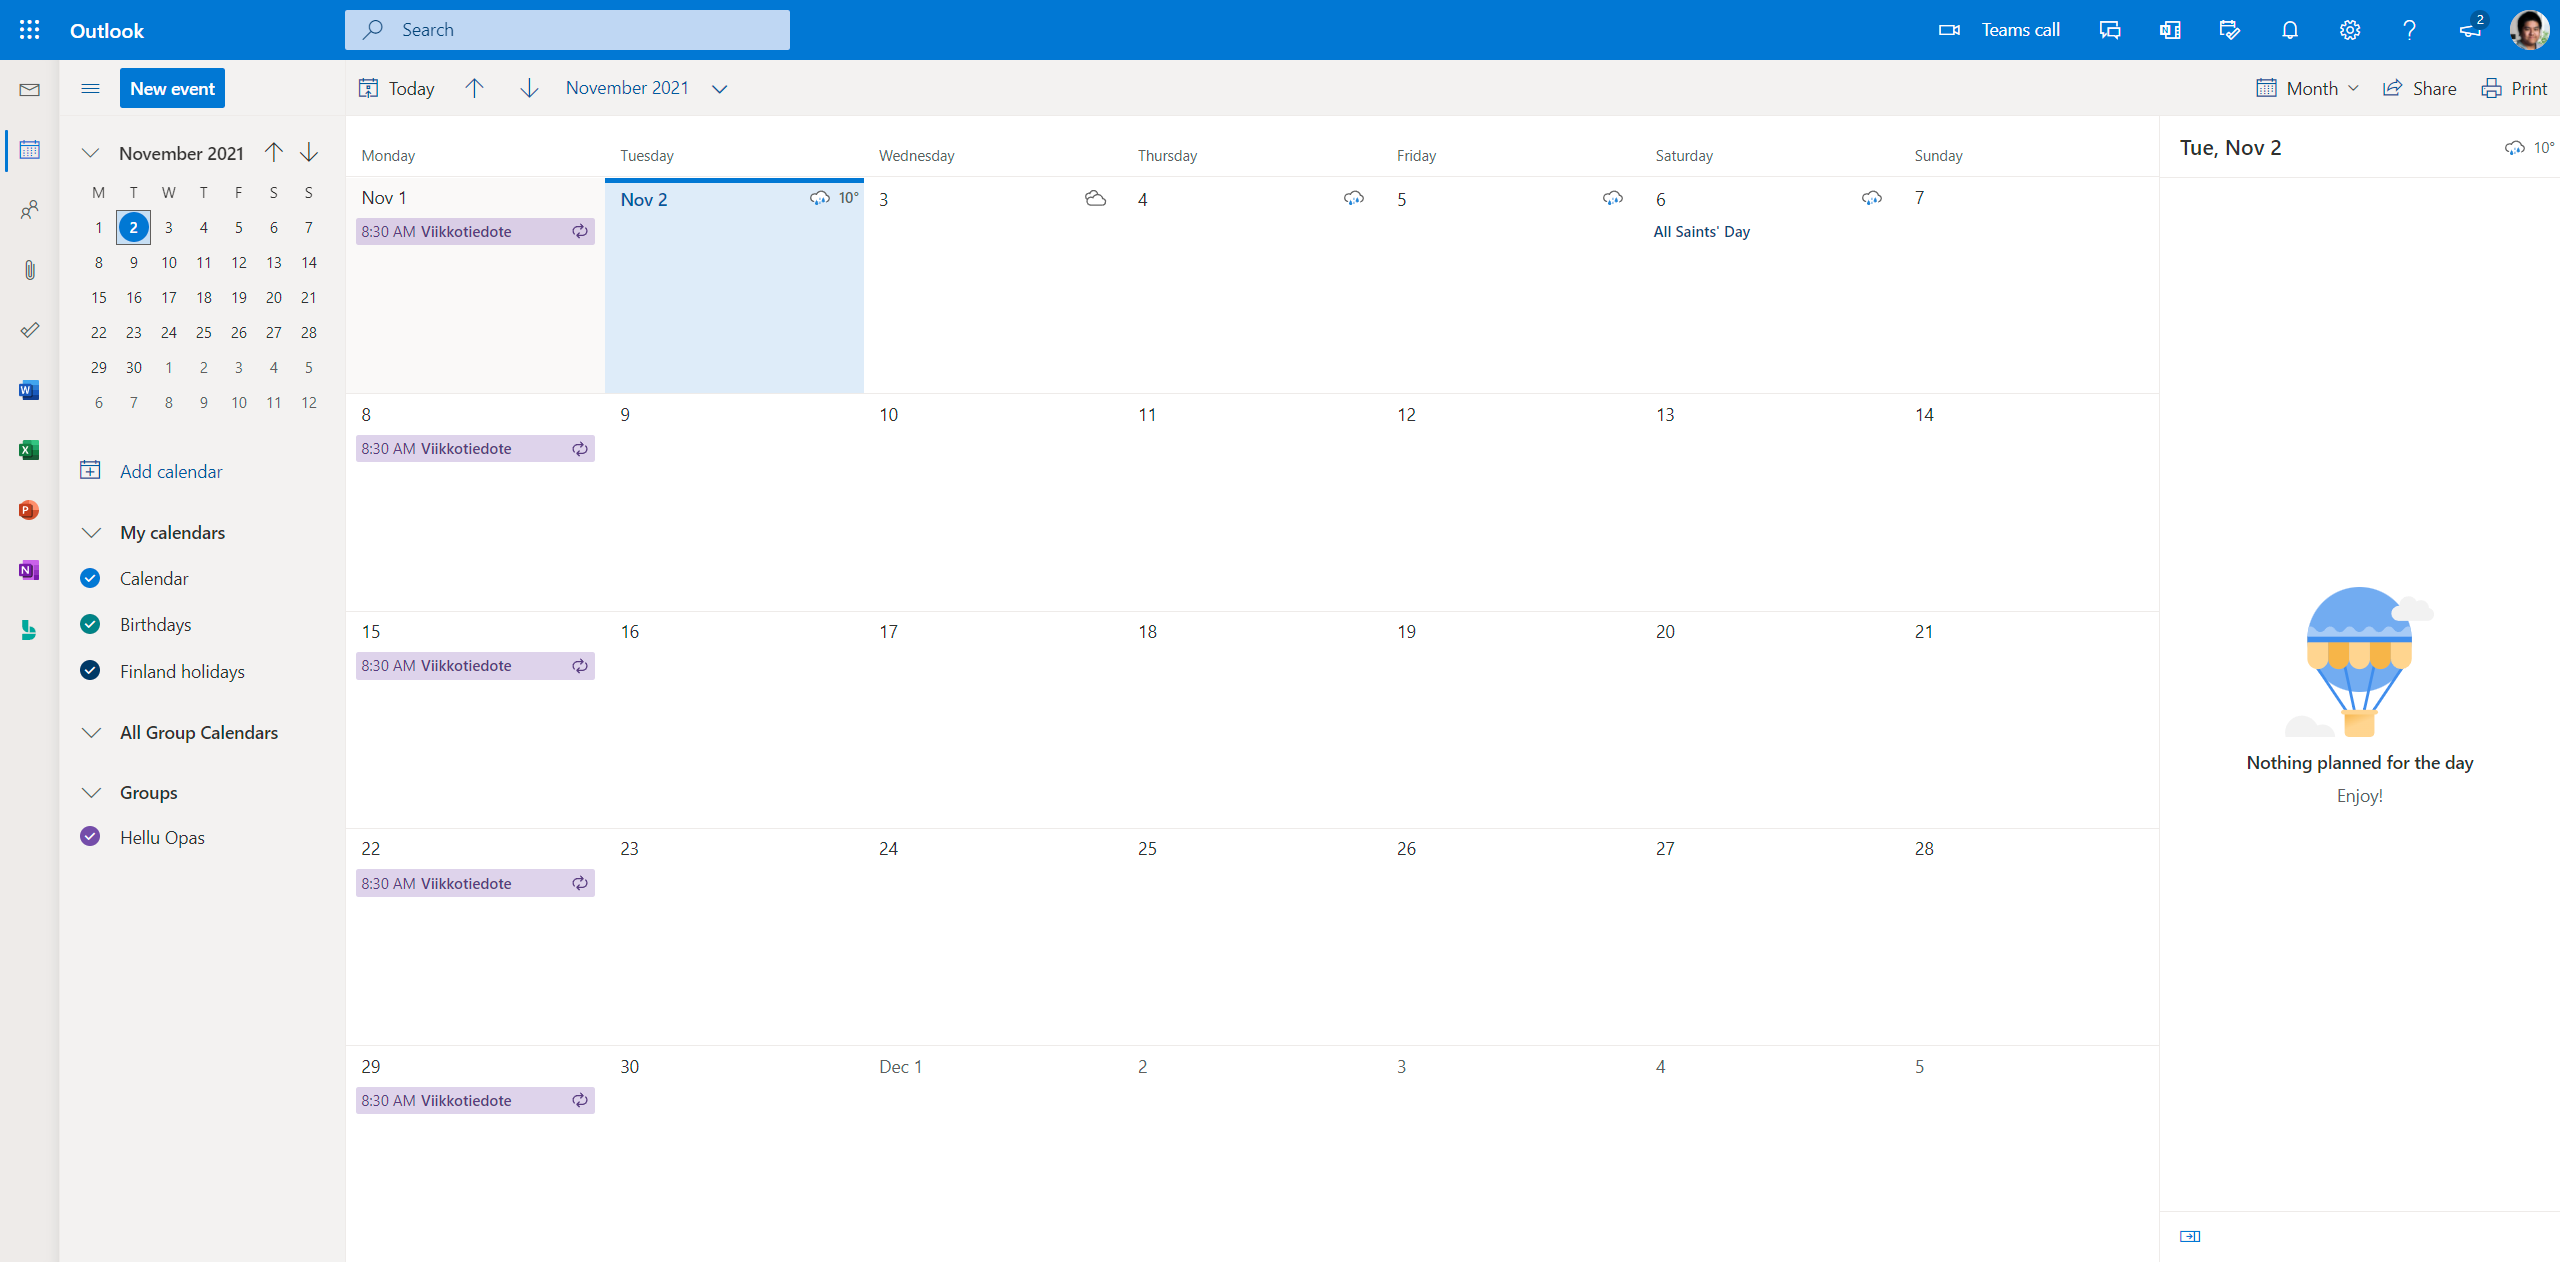 Outlook
Search
Teams call
2
New event
Today
November 2021
Month
Share
Print
November 2021
M T W T F S S
1 2 3 4 5 6 7
8 9 10 11 12 13 14
15 16 17 18 19 20 21
22 23 24 25 26 27 28
29 30 1 2 3 4 5
6 7 8 9 10 11 12
Add calendar
My calendars
Calendar
Birthdays
Finland holidays
All Group Calendars
Groups
Hellu Opas
Monday Tuesday Wednesday Thursday Friday Saturday Sunday
Nov 1 Nov 2 10° 3 4 5 6 7
8:30 AM Viikkotiedote All Saints' Day
8 9 10 11 12 13 14
8:30 AM Viikkotiedote
15 16 17 18 19 20 21
8:30 AM Viikkotiedote
22 23 24 25 26 27 28
8:30 AM Viikkotiedote
29 30 Dec 1 2 3 4 5
8:30 AM Viikkotiedote
Tue, Nov 2 10°
Nothing planned for the day
Enjoy!
W
X
P
N
b